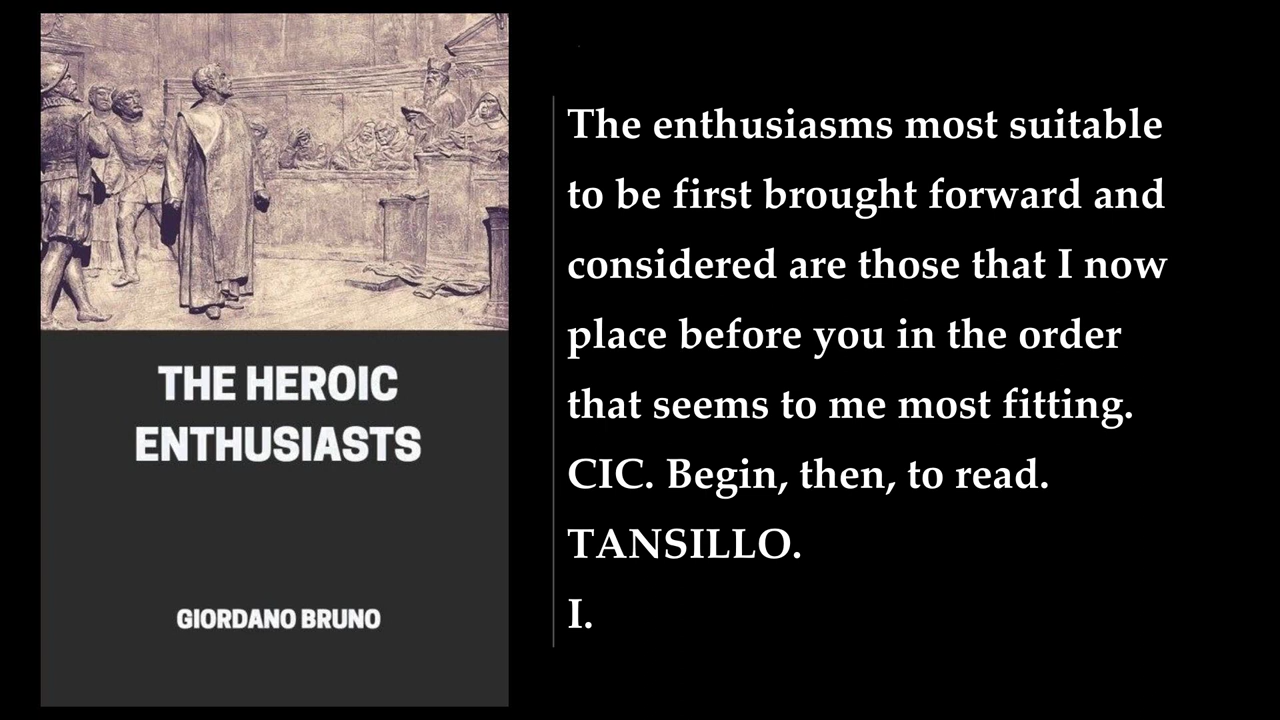 THE HEROIC
ENTHUSIASTS
GIORDANO BRUNO
The enthusiasms most suitable
to be first brought forward and
considered are those that I now
place before you in the order
that seems to me most fitting.
CIC. Begin, then, to read.
TANSILLO.
I.